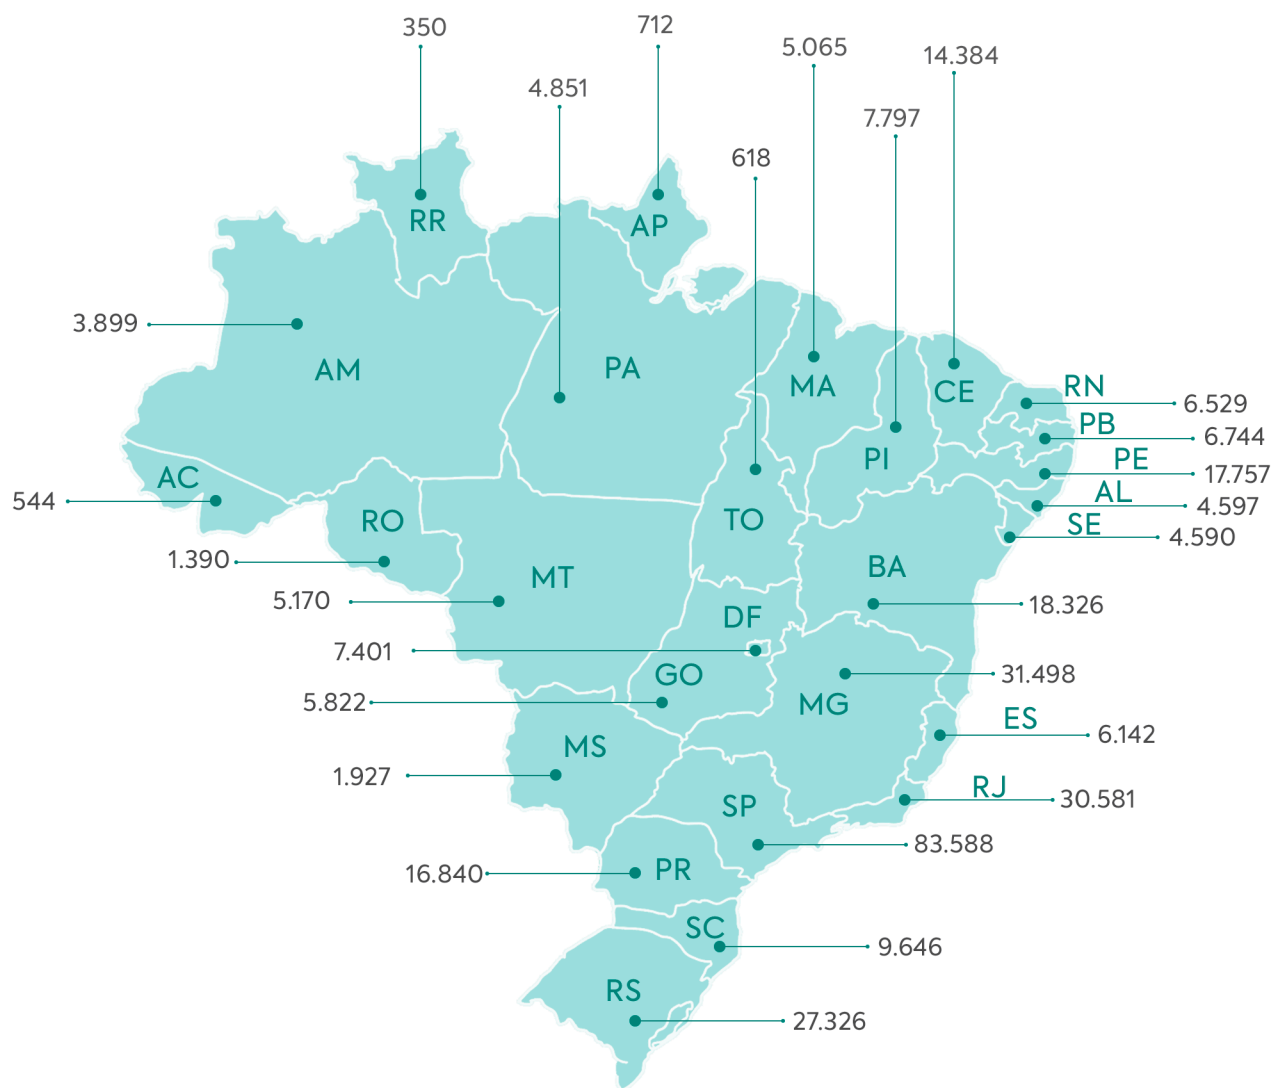 350
712
5.065
14.384
4.851
7.797
618
RR
AP
3.899
AM
PA
MA
CE
RN
6.529
PB
6.744
PI
PE
17.757
AC
544
AL
4.597
RO
TO
SE
4.590
1.390
MT
BA
5.170
18.326
DF
7.401
GO
31.498
5.822
MG
ES
6.142
MS
1.927
RJ
30.581
SP
83.588
16.840
PR
SC
9.646
RS
27.326